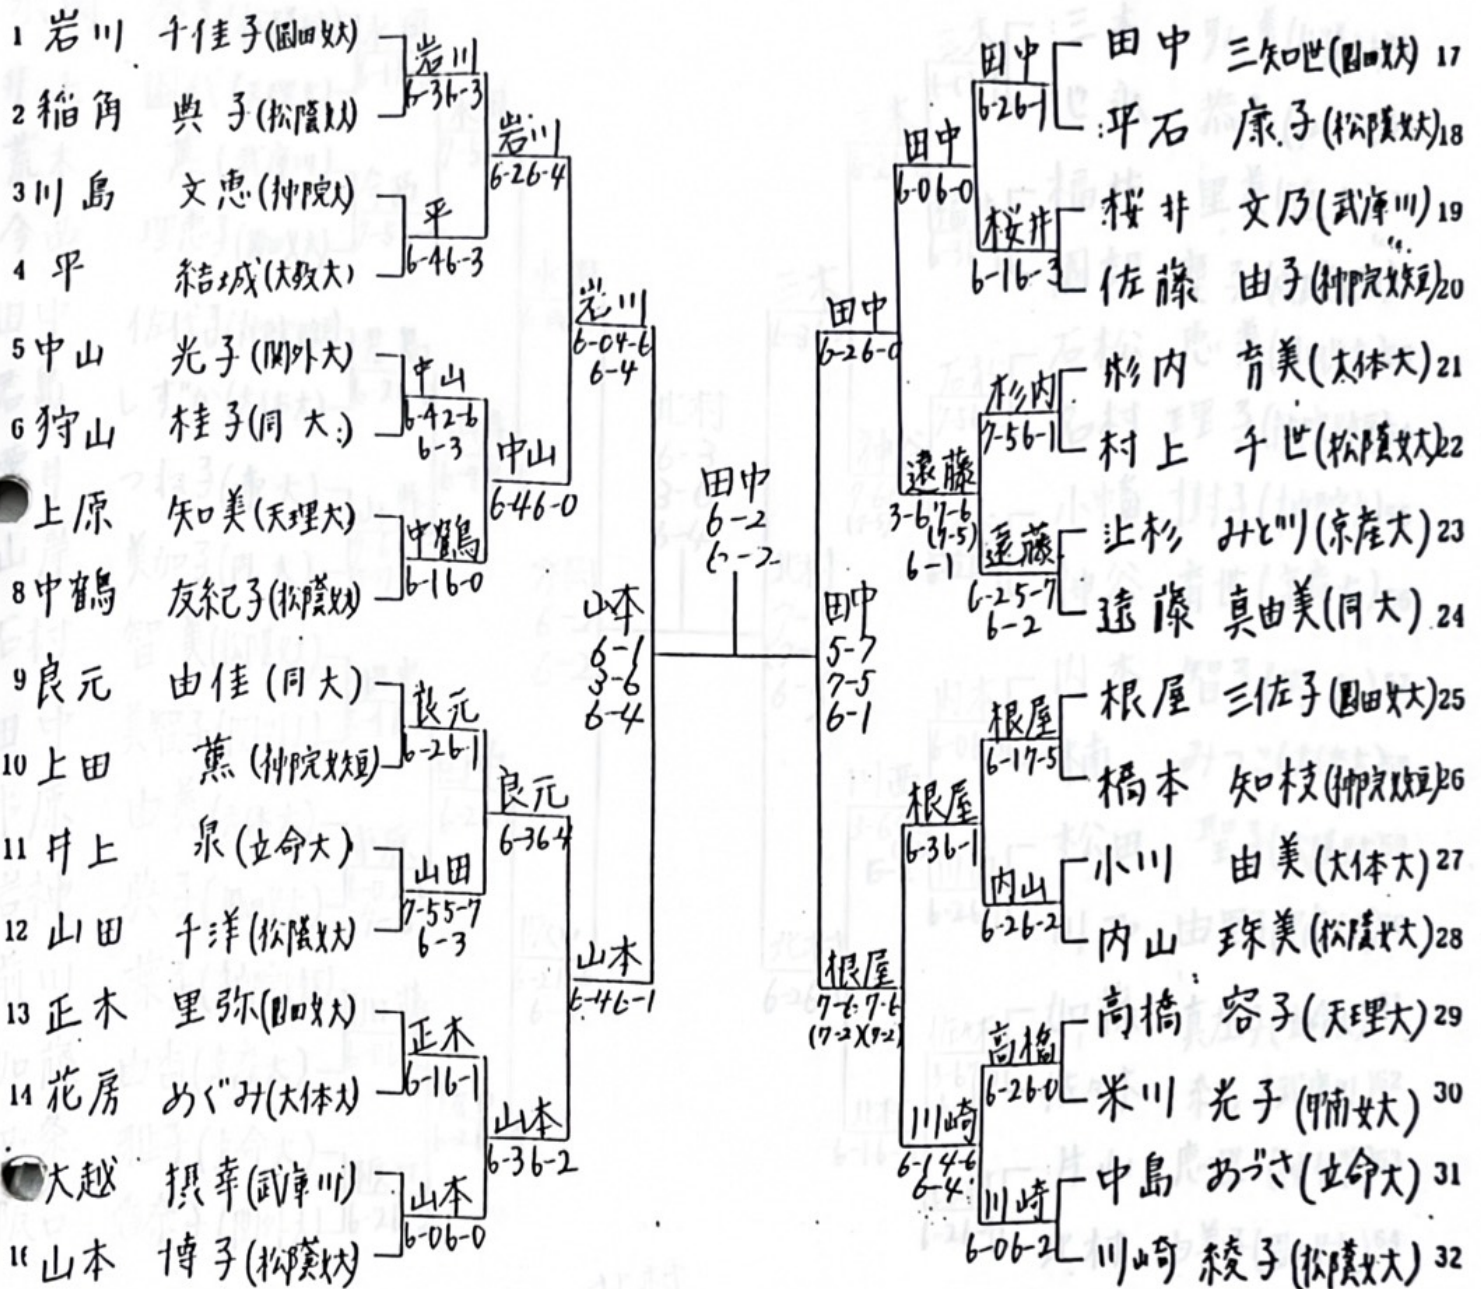 1 岩川 千佳子(園田女大)
2 稲角 典子(松蔭女大)
3 川島 文恵(神院大)
4 平 結城(大教大)
5 中山 光子(関外大)
6 狩山 桂子(同大)
上原 知美(天理大)
8 中鶴 友紀子(松蔭女大)
9 良元 由佳(同大)
10 上田 薫(神院女短)
11 井上 泉(立命大)
12 山田 千洋(松蔭女大)
13 正木 里弥(園田女大)
14 花房 めぐみ(大体大)
大越 摂幸(武庫川)
16 山本 博子(松蔭女大)
岩川
6-3 6-3
平
6-4 6-3
中山
6-4 2-6
6-3
中鶴
6-1 6-0
良元
6-2 6-1
山田
7-5 5-7
6-3
正木
6-1 6-1
山本
6-0 6-0
岩川
6-2 6-4
中山
6-4 6-0
良元
6-3 6-4
山本
6-3 6-2
岩川
6-0 4-6
6-4
山本
6-4 6-1
山本
6-1
3-6
6-4
田中
6-2
6-2
田中
5-7
7-5
6-1
田中
6-2 6-0
根屋
7-6 7-6
(7-2)(7-2)
田中
6-0 6-0
遠藤
3-6 7-6
(7-5)
6-1
根屋
6-3 6-1
川崎
6-1 4-6
6-4
田中
6-2 6-1
桜井
6-1 6-3
杉内
7-5 6-1
遠藤
6-2 5-7
6-2
根屋
6-1 7-5
内山
6-2 6-2
高橋
6-2 6-0
川崎
6-0 6-2
田中 三知世(園田女大) 17
平石 康子(松蔭女大) 18
桜井 文乃(武庫川) 19
佐藤 由子(神院女短) 20
杉内 育美(大体大) 21
村上 千世(松蔭女大) 22
上杉 みどり(京産大) 23
遠藤 真由美(同大) 24
根屋 三佐子(園田女大) 25
橋本 知枝(神院女短) 26
小川 由美(大体大) 27
内山 珠美(松蔭女大) 28
高橋 容子(天理大) 29
米川 光子(甲南女大) 30
中島 あづさ(立命大) 31
川崎 綾子(松蔭女大) 32